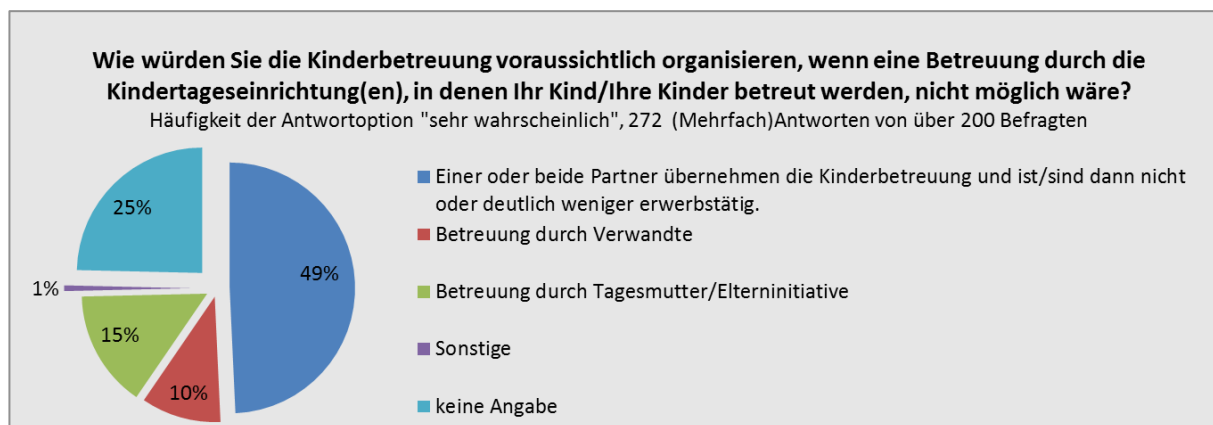 Wie würden Sie die Kinderbetreuung voraussichtlich organisieren, wenn eine Betreuung durch die
Kindertageseinrichtung(en), in denen Ihr Kind/Ihre Kinder betreut werden, nicht möglich wäre?
Häufigkeit der Antwortoption "sehr wahrscheinlich", 272 (Mehrfach)Antworten von über 200 Befragten
25%
49%
1%
15%
10%
Einer oder beide Partner übernehmen die Kinderbetreuung und ist/sind dann nicht
oder deutlich weniger erwerbstätig.
Betreuung durch Verwandte
Betreuung durch Tagesmutter/Elterninitiative
Sonstige
keine Angabe